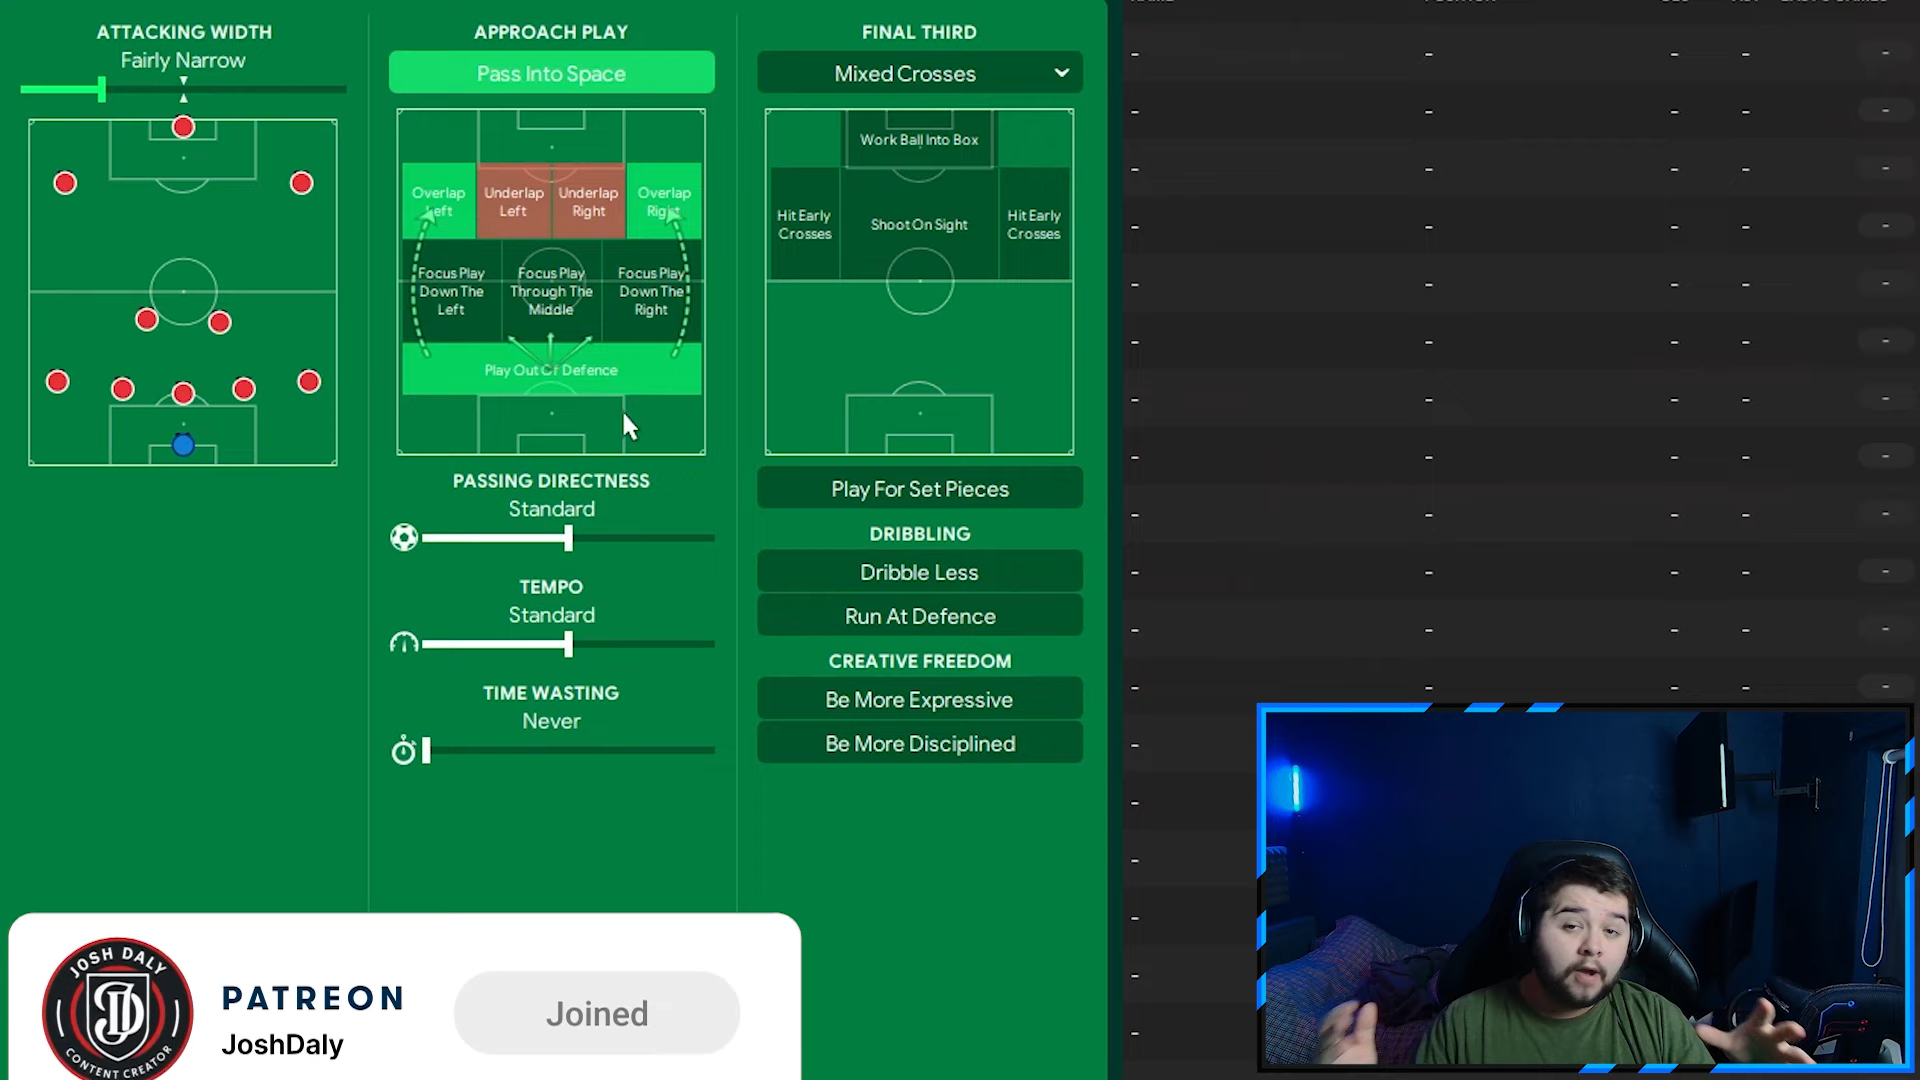 ATTACKING WIDTH
Fairly Narrow
APPROACH PLAY
Pass Into Space
Overlap Left
Underlap Left
Underlap Right
Overlap Right
Focus Play Down The Left
Focus Play Through The Middle
Focus Play Down The Right
Play Out Of Defence
PASSING DIRECTNESS
Standard
TEMPO
Standard
TIME WASTING
Never
FINAL THIRD
Mixed Crosses
Work Ball Into Box
Hit Early Crosses
Shoot On Sight
Hit Early Crosses
Play For Set Pieces
DRIBBLING
Dribble Less
Run At Defence
CREATIVE FREEDOM
Be More Expressive
Be More Disciplined
JOSH DALY
JD
CONTENT CREATOR
PATREON
JoshDaly
Joined